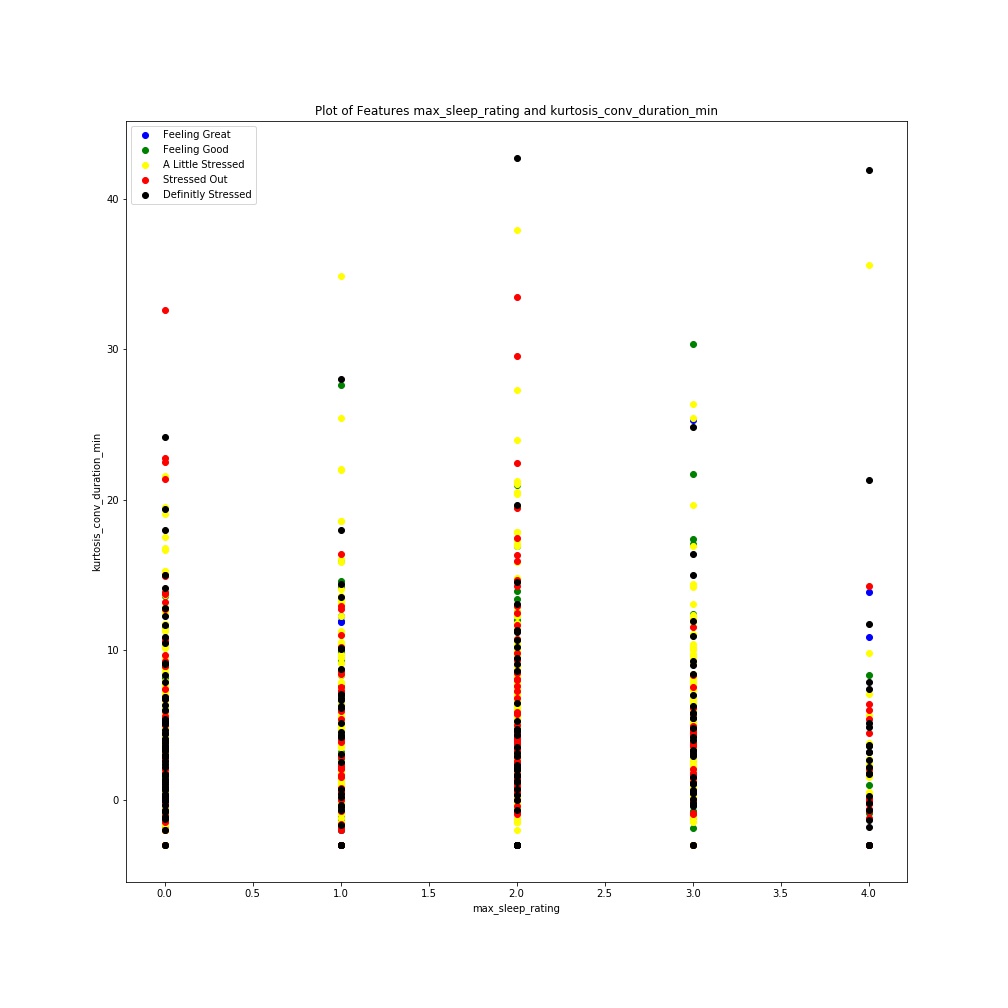 Plot of Features max_sleep_rating and kurtosis_conv_duration_min
Feeling Great
Feeling Good
A Little Stressed
Stressed Out
Definitly Stressed
kurtosis_conv_duration_min
40
30
20
10
0
0.0 0.5 1.0 1.5 2.0 2.5 3.0 3.5 4.0
max_sleep_rating